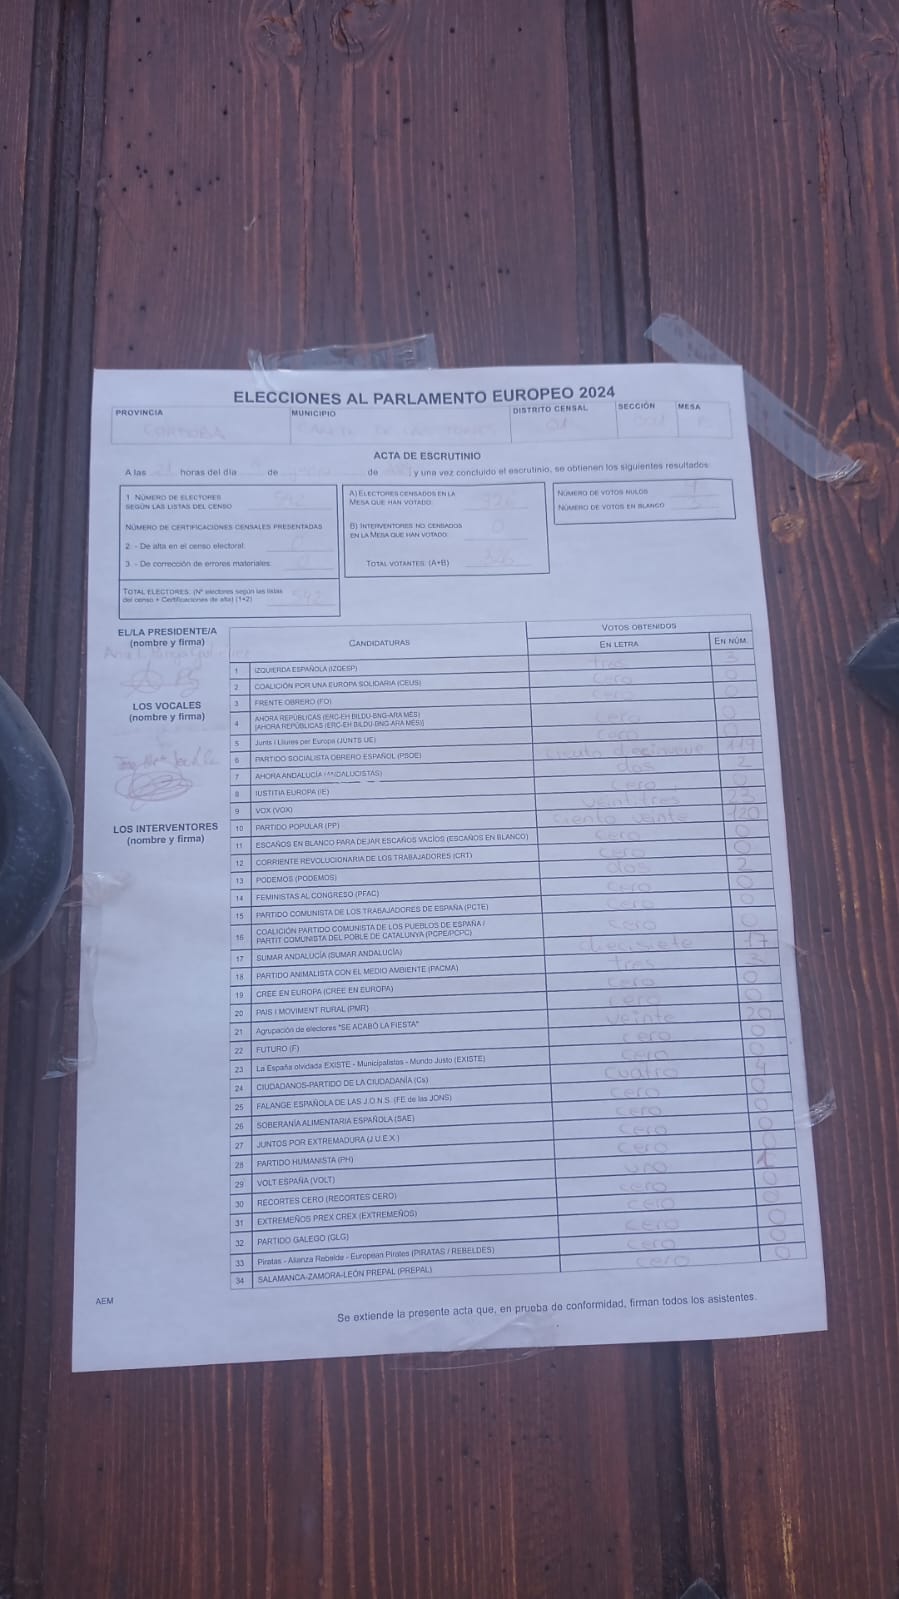 ELECCIONES AL PARLAMENTO EUROPEO 2024
PROVINCIA MUNICIPIO DISTRITO CENSAL SECCIÓN MESA
CÓRDOBA CAÑETE DE LAS TORRES 01
ACTA DE ESCRUTINIO
A las 21 horas del día de de y una vez concluido el escrutinio, se obtienen los siguientes resultados:
1 NÚMERO DE ELECTORES
SEGÚN LAS LISTAS DEL CENSO 592
NÚMERO DE CERTIFICACIONES CENSALES PRESENTADAS
2 - De alta en el censo electoral: 0
3. - De corrección de errores materiales: 0
TOTAL ELECTORES: (Nº electores según las listas
del censo + Certificaciones de alta) (1+2) 592
A) ELECTORES CENSADOS EN LA
MESA QUE HAN VOTADO: 326
B) INTERVENTORES NO CENSADOS
EN LA MESA QUE HAN VOTADO: 0
TOTAL VOTANTES: (A+B) 326
NÚMERO DE VOTOS NULOS
NÚMERO DE VOTOS EN BLANCO
EL/LA PRESIDENTE/A
(nombre y firma)
LOS VOCALES
(nombre y firma)
LOS INTERVENTORES
(nombre y firma)
CANDIDATURAS VOTOS OBTENIDOS
EN LETRA EN NÚM.
1 IZQUIERDA ESPAÑOLA (IZQESP) tres 3
2 COALICIÓN POR UNA EUROPA SOLIDARIA (CEUS) cero 0
3 FRENTE OBRERO (FO) cero 0
4 AHORA REPÚBLICAS (ERC-EH BILDU-BNG-ARA MÉS)
[AHORA REPÚBLICAS (ERC-EH BILDU-BNG-ARA MÉS)] cero 0
5 Junts i Lliures per Europa (JUNTS UE) cero 0
6 PARTIDO SOCIALISTA OBRERO ESPAÑOL (PSOE) ciento diecinueve 119
7 AHORA ANDALUCÍA (ANDALUCISTAS) dos 2
8 IUSTITIA EUROPA (IE) cero 0
9 VOX (VOX) veintitres 23
10 PARTIDO POPULAR (PP) ciento veinte 120
11 ESCAÑOS EN BLANCO PARA DEJAR ESCAÑOS VACÍOS (ESCAÑOS EN BLANCO) cero 0
12 CORRIENTE REVOLUCIONARIA DE LOS TRABAJADORES (CRT) cero 0
13 PODEMOS (PODEMOS) dos 2
14 FEMINISTAS AL CONGRESO (PFAC) cero 0
15 PARTIDO COMUNISTA DE LOS TRABAJADORES DE ESPAÑA (PCTE) cero 0
16 COALICIÓN PARTIDO COMUNISTA DE LOS PUEBLOS DE ESPAÑA /
PARTIT COMUNISTA DEL POBLE DE CATALUNYA (PCPE/PCPC) cero 0
17 SUMAR ANDALUCÍA (SUMAR ANDALUCÍA) diecisiete 17
18 PARTIDO ANIMALISTA CON EL MEDIO AMBIENTE (PACMA) tres 3
19 CREE EN EUROPA (CREE EN EUROPA) cero 0
20 PAIS I MOVIMENT RURAL (PMR) cero 0
21 Agrupación de electores "SE ACABÓ LA FIESTA" veinte 20
22 FUTURO (F) cero 0
23 La España olvidada EXISTE - Municipalistas - Mundo Justo (EXISTE) cero 0
24 CIUDADANOS-PARTIDO DE LA CIUDADANÍA (Cs) cuatro 4
25 FALANGE ESPAÑOLA DE LAS J.O.N.S. (FE de las JONS) cero 0
26 SOBERANÍA ALIMENTARIA ESPAÑOLA (SAE) cero 0
27 JUNTOS POR EXTREMADURA (J.U.EX.) cero 0
28 PARTIDO HUMANISTA (PH) cero 0
29 VOLT ESPAÑA (VOLT) uno 1
30 RECORTES CERO (RECORTES CERO) cero 0
31 EXTREMEÑOS PREX CREX (EXTREMEÑOS) cero 0
32 PARTIDO GALEGO (GLG) cero 0
33 Piratas - Alianza Rebelde - European Pirates (PIRATAS / REBELDES) cero 0
34 SALAMANCA-ZAMORA-LEÓN PREPAL (PREPAL) cero 0
AEM
Se extiende la presente acta que, en prueba de conformidad, firman todos los asistentes.